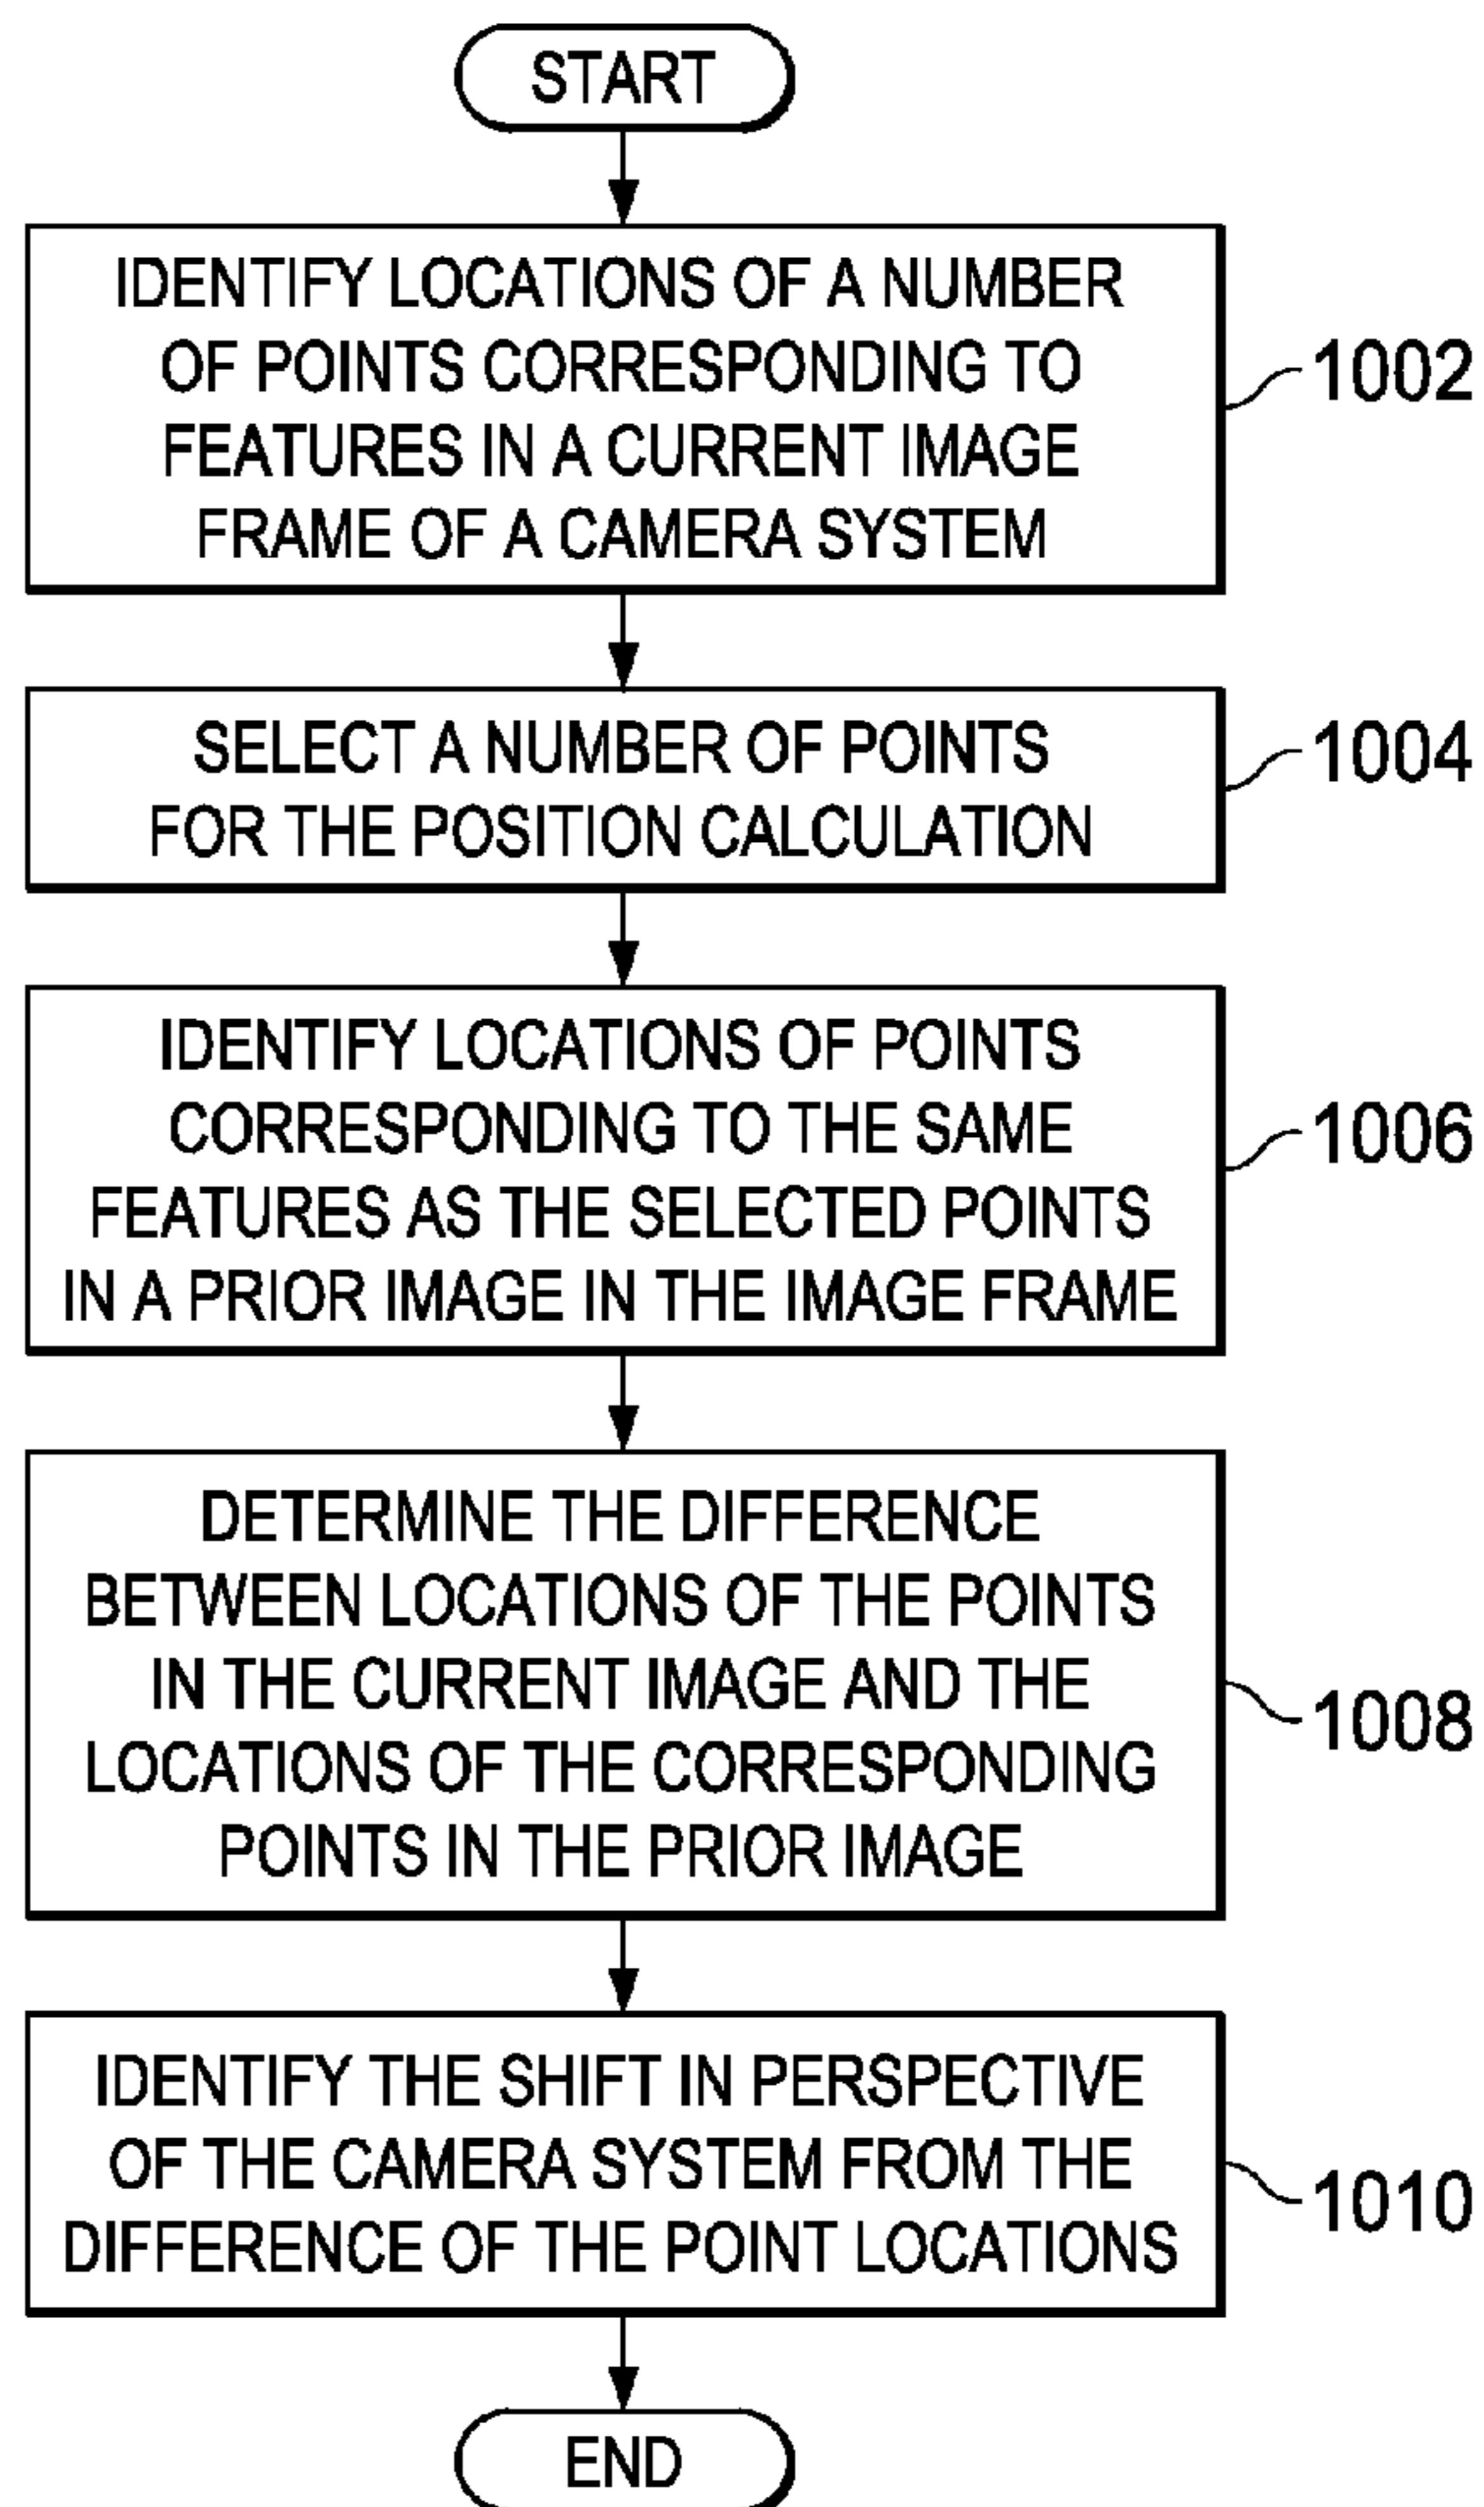 START
IDENTIFY LOCATIONS OF A NUMBER
OF POINTS CORRESPONDING TO
FEATURES IN A CURRENT IMAGE
FRAME OF A CAMERA SYSTEM
1002
SELECT A NUMBER OF POINTS
FOR THE POSITION CALCULATION
1004
IDENTIFY LOCATIONS OF POINTS
CORRESPONDING TO THE SAME
FEATURES AS THE SELECTED POINTS
IN A PRIOR IMAGE IN THE IMAGE FRAME
1006
DETERMINE THE DIFFERENCE
BETWEEN LOCATIONS OF THE POINTS
IN THE CURRENT IMAGE AND THE
LOCATIONS OF THE CORRESPONDING
POINTS IN THE PRIOR IMAGE
1008
IDENTIFY THE SHIFT IN PERSPECTIVE
OF THE CAMERA SYSTEM FROM THE
DIFFERENCE OF THE POINT LOCATIONS
1010
END